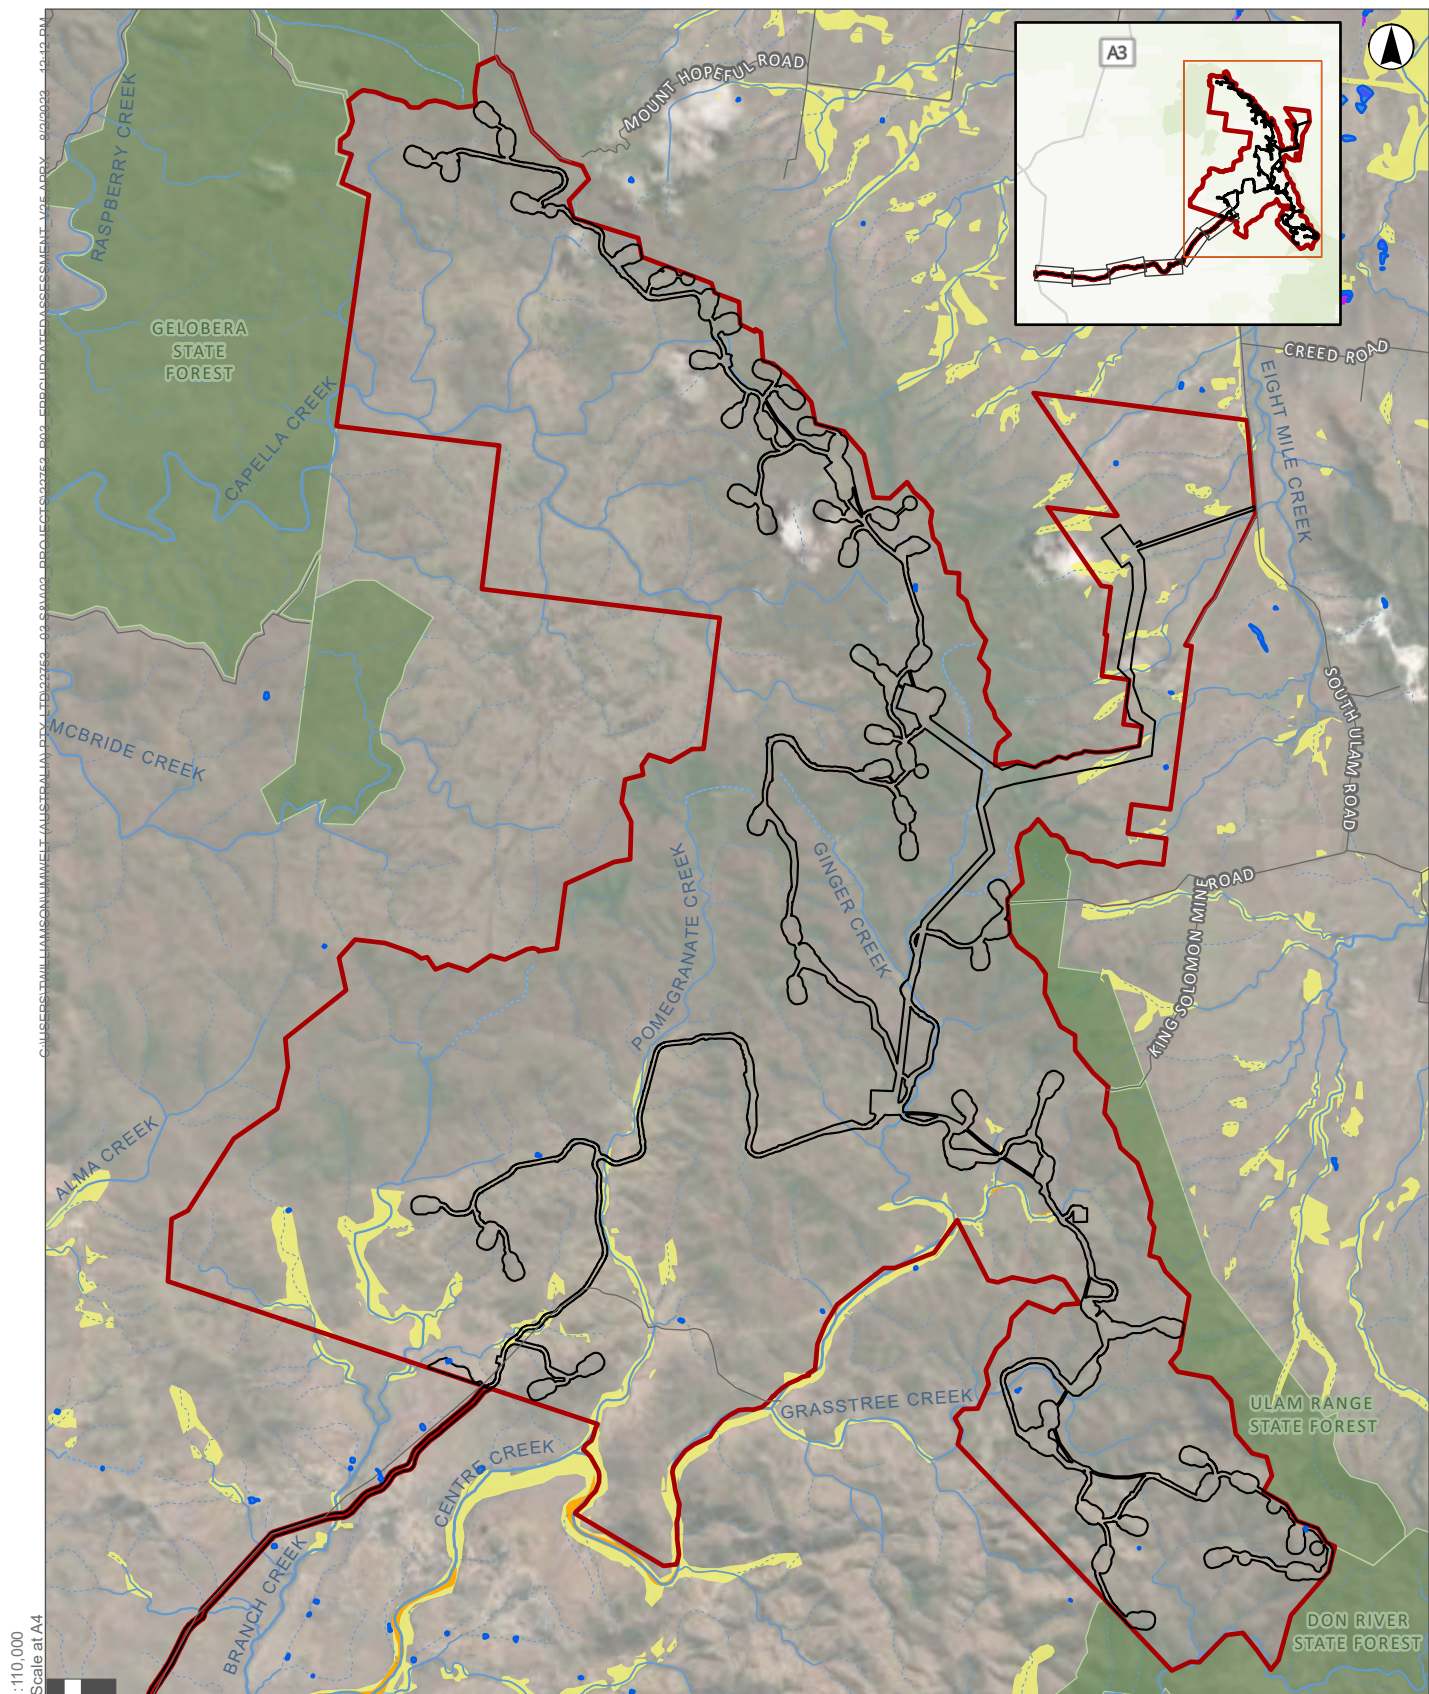 A3
MOUNT HOPEFUL ROAD
RASPBERRY CREEK
GELOBERA
STATE
FOREST
CAPELLA CREEK
CREED ROAD
EIGHT MILE CREEK
SOUTH ULAM ROAD
MCBRIDE CREEK
GINGER CREEK
POMEGRANATE CREEK
KING SOLOMON MINE ROAD
ALMA CREEK
GRASSTREE CREEK
ULAM RANGE
STATE FOREST
CENTRE CREEK
BRANCH CREEK
DON RIVER
STATE FOREST
:110,000
Scale at A4